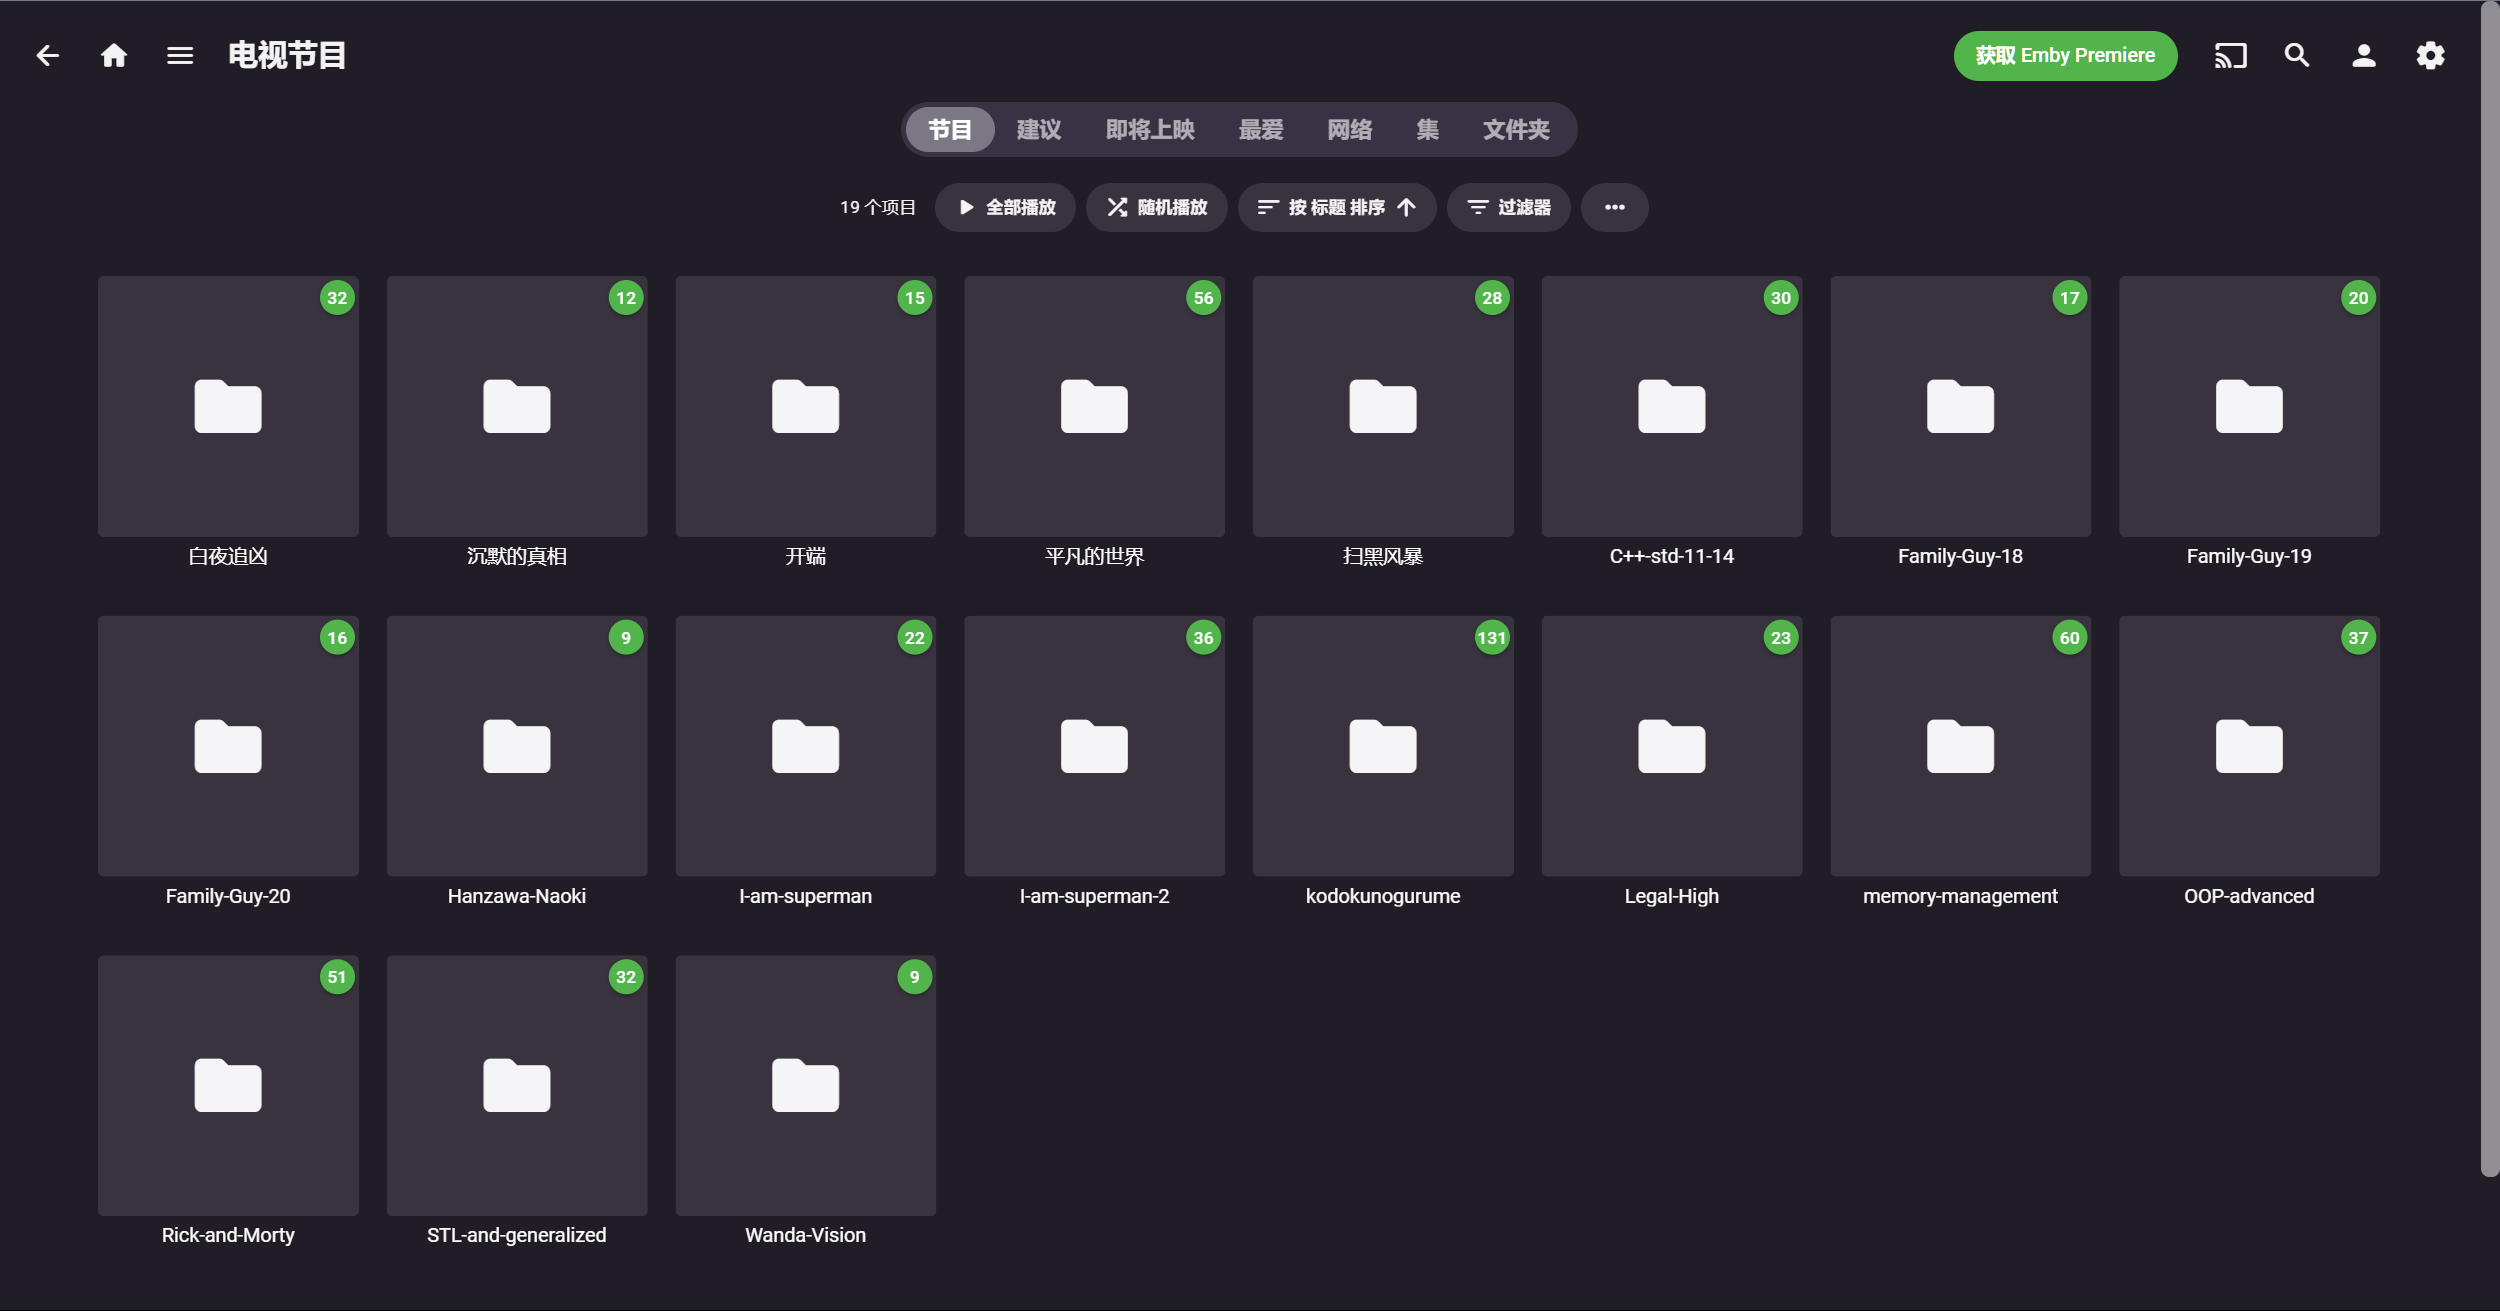 电视节目
获取 Emby Premiere
节目 建议 即将上映 最爱 网络 集 文件夹
19 个项目 全部播放 随机播放 按 标题 排序 过滤器
32 12 15 56 28 30 17 20
白夜追凶 沉默的真相 开端 平凡的世界 扫黑风暴 C++-std-11-14 Family-Guy-18 Family-Guy-19
16 9 22 36 131 23 60 37
Family-Guy-20 Hanzawa-Naoki I-am-superman I-am-superman-2 kodokunogurume Legal-High memory-management OOP-advanced
51 32 9
Rick-and-Morty STL-and-generalized Wanda-Vision